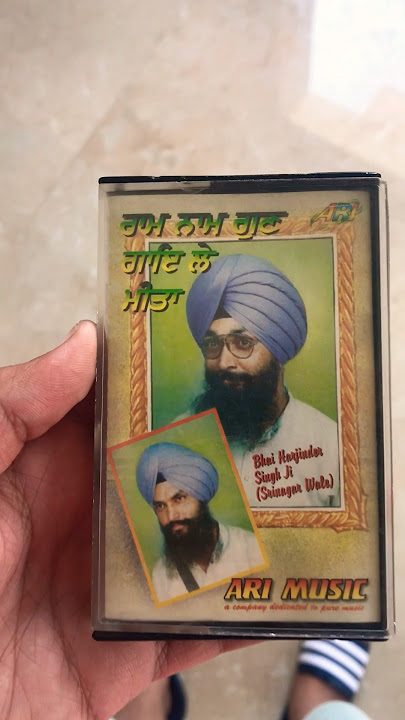 ਰਾਮ ਨਾਮ ਗੁਣ
ਗਾਇ ਲੇ
ਮੀਤਾ
ARI
Bhai Harjinder
Singh Ji
(Srinagar Wale)
ARI MUSIC
a company dedicated to pure music